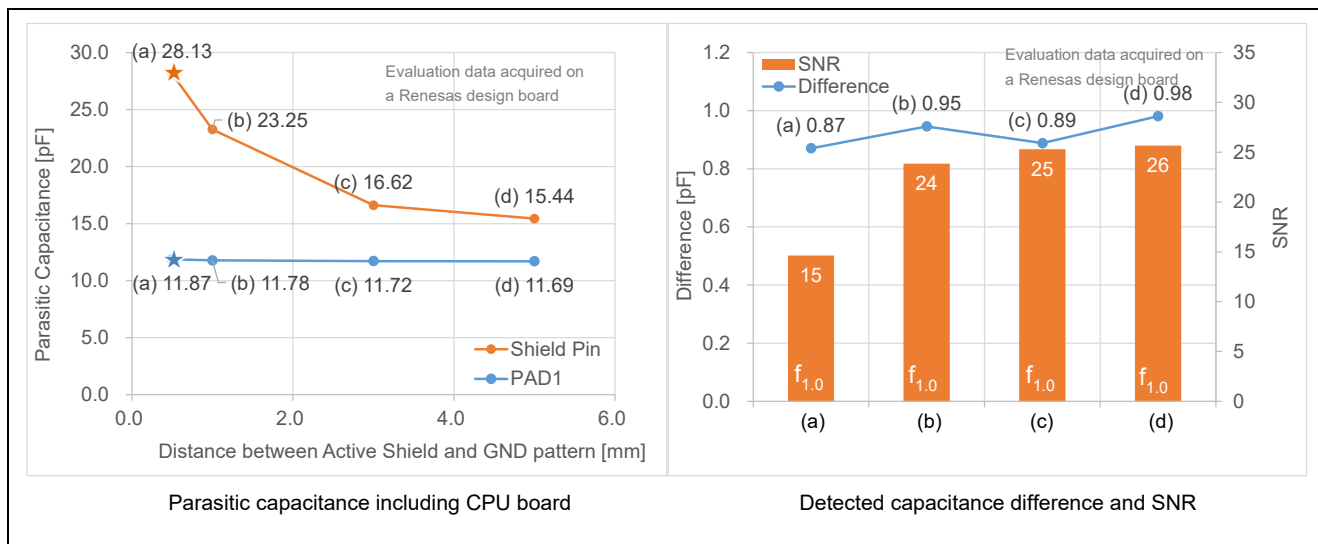 30.0
25.0
20.0
15.0
10.0
5.0
0.0
Parasitic Capacitance [pF]
(a) 28.13
Evaluation data acquired on
a Renesas design board
(b) 23.25
(c) 16.62
(d) 15.44
(a) 11.87
(b) 11.78
(c) 11.72
(d) 11.69
Shield Pin
PAD1
0.0 2.0 4.0 6.0
Distance between Active Shield and GND pattern [mm]
Parasitic capacitance including CPU board
1.2
1.0
0.8
0.6
0.4
0.2
0.0
Difference [pF]
SNR
Difference
Evaluation data acquired on
a Renesas design board
(a) 0.87
(b) 0.95
(c) 0.89
(d) 0.98
15
24
25
26
f1.0
f1.0
f1.0
f1.0
(a) (b) (c) (d)
35
30
25
20
15
10
5
0
SNR
Detected capacitance difference and SNR